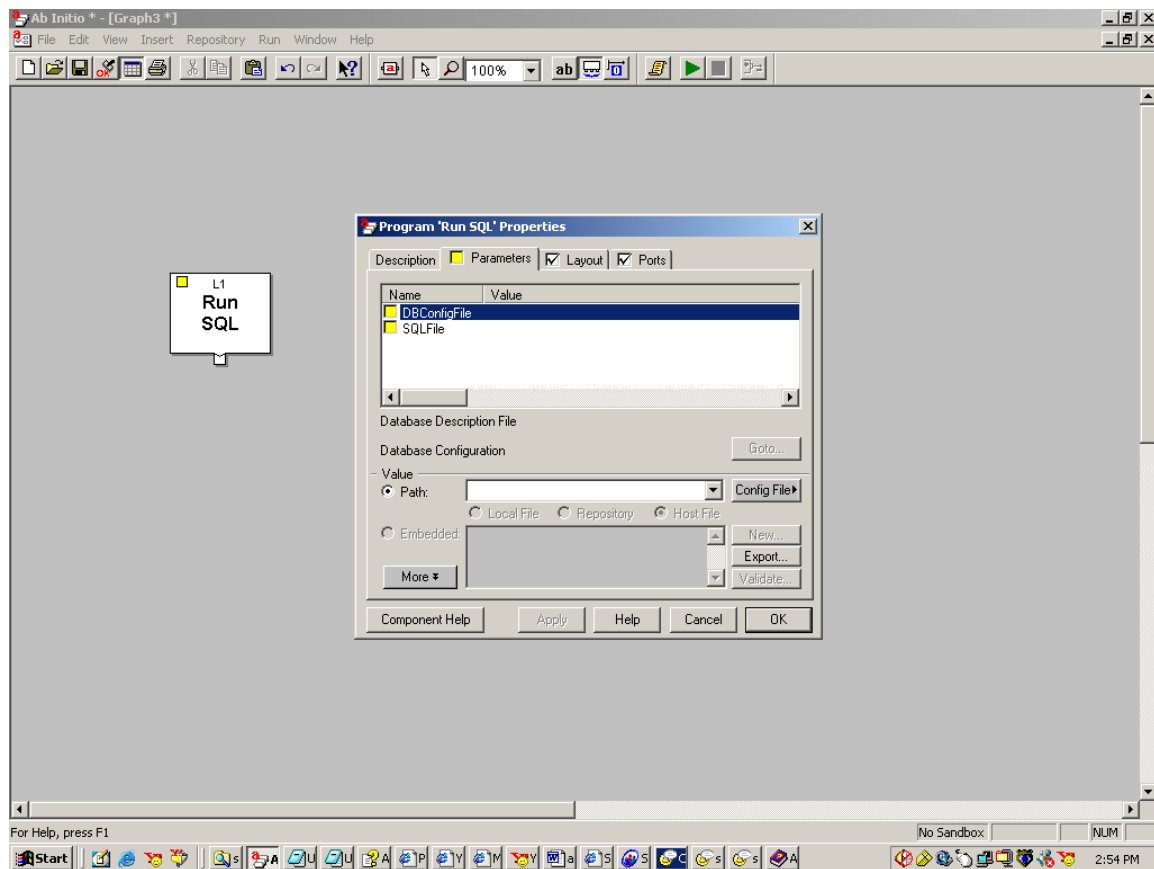 Ab Initio * - [Graph3 *]
File Edit View Insert Repository Run Window Help
100% ab
L1
Run
SQL
Program 'Run SQL' Properties
Description Parameters Layout Ports
Name Value
DBConfigFile
SQLFile
Database Description File
Database Configuration Goto...
Value
Path: Config File
Local File Repository Host File
Embedded: New...
Export...
More Validate...
Component Help Apply Help Cancel OK
For Help, press F1 No Sandbox NUM
Start s A U U A P Y M Y a S S C s s A 2:54 PM